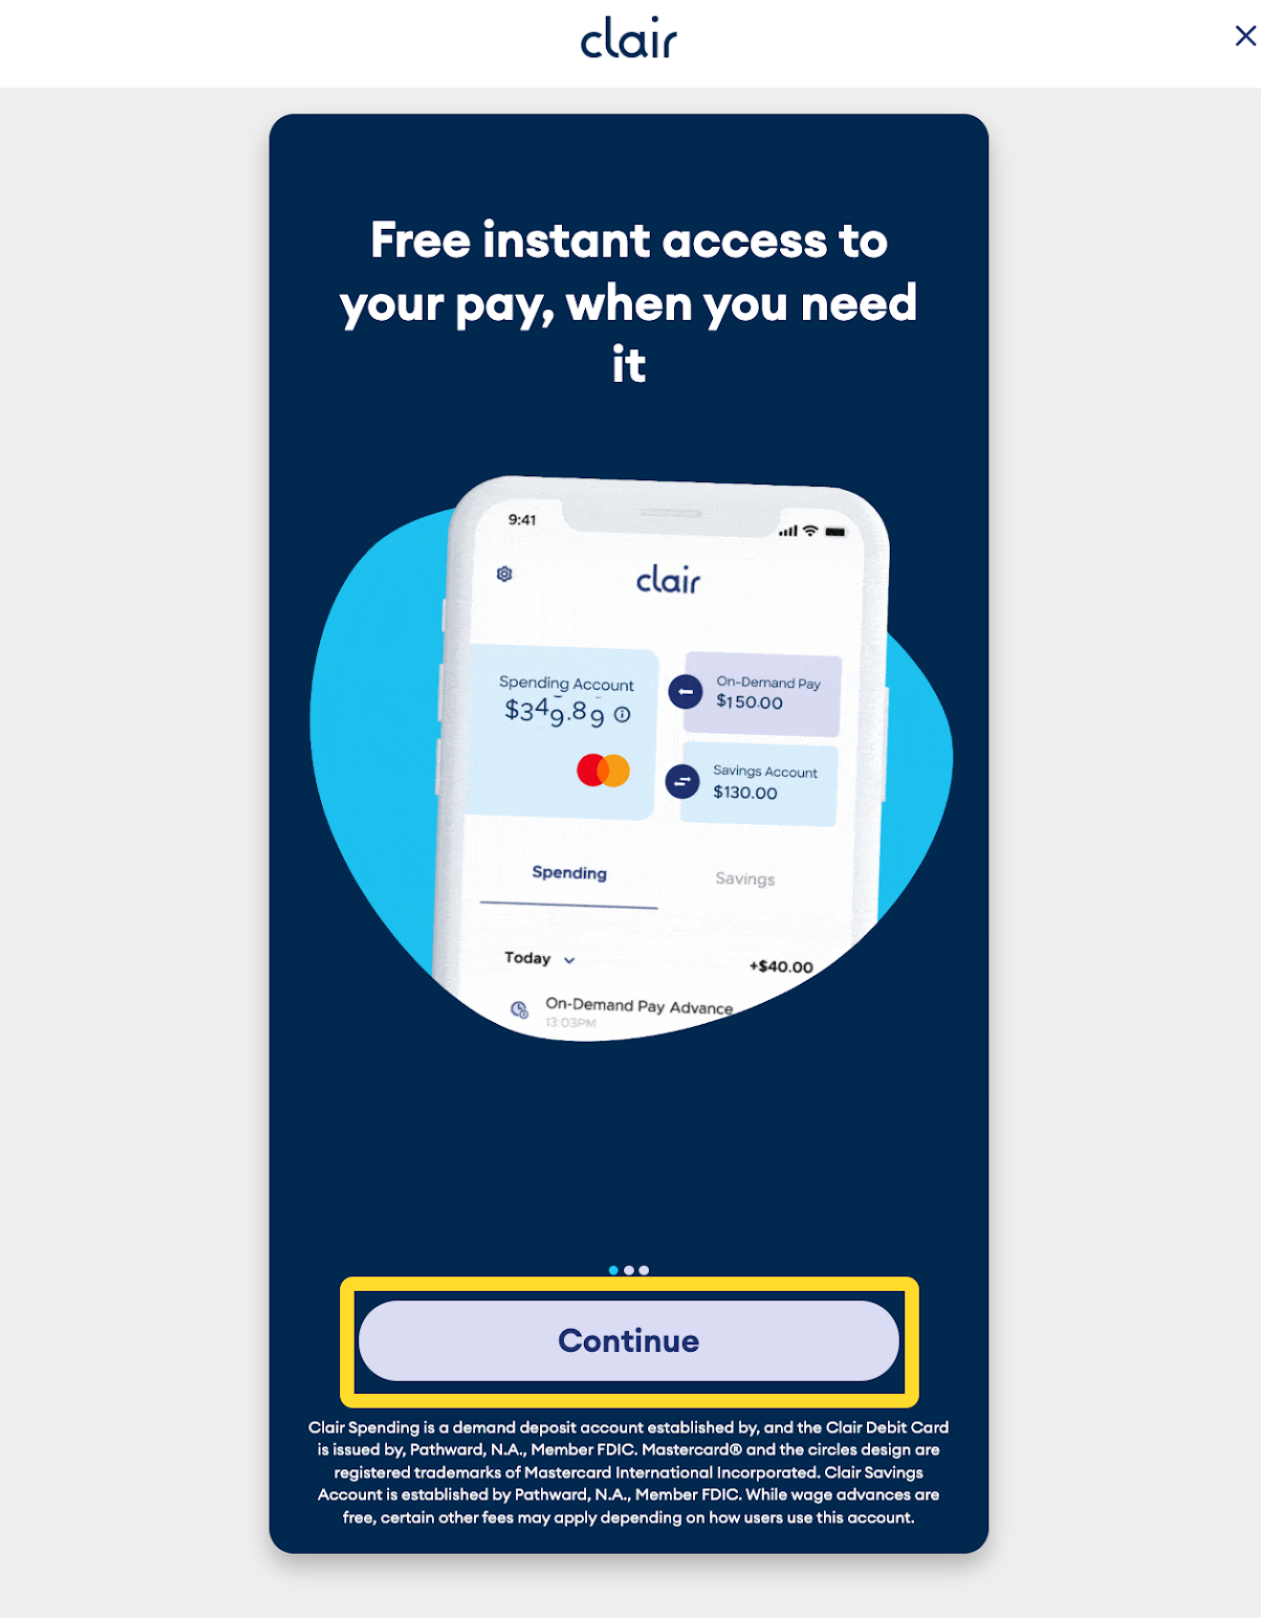 clair
Free instant access to
your pay, when you need
it
9:41
clair
Spending Account
$349.89
On-Demand Pay
$150.00
Savings Account
$130.00
Spending
Savings
Today
+$40.00
On-Demand Pay Advance
13:03PM
Continue
Clair Spending is a demand deposit account established by, and the Clair Debit Card
is issued by, Pathward, N.A., Member FDIC. Mastercard® and the circles design are
registered trademarks of Mastercard International Incorporated. Clair Savings
Account is established by Pathward, N.A., Member FDIC. While wage advances are
free, certain other fees may apply depending on how users use this account.